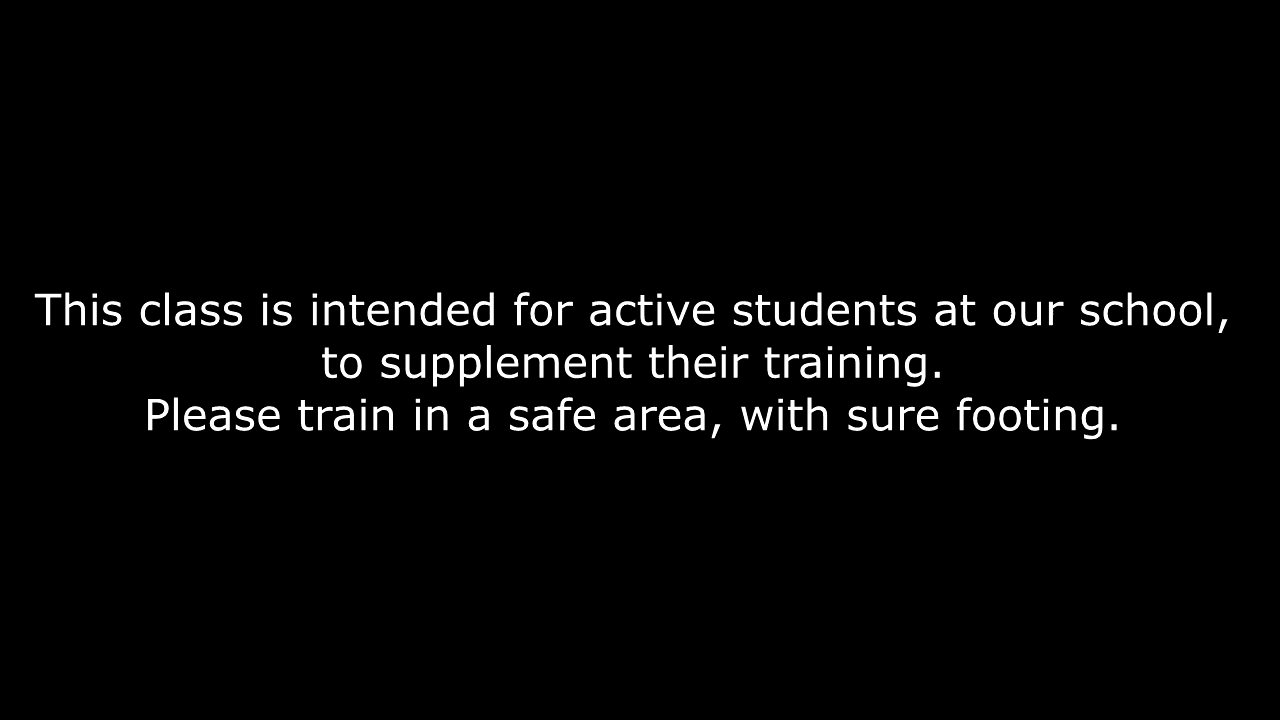 This class is intended for active students at our school,
to supplement their training.
Please train in a safe area, with sure footing.